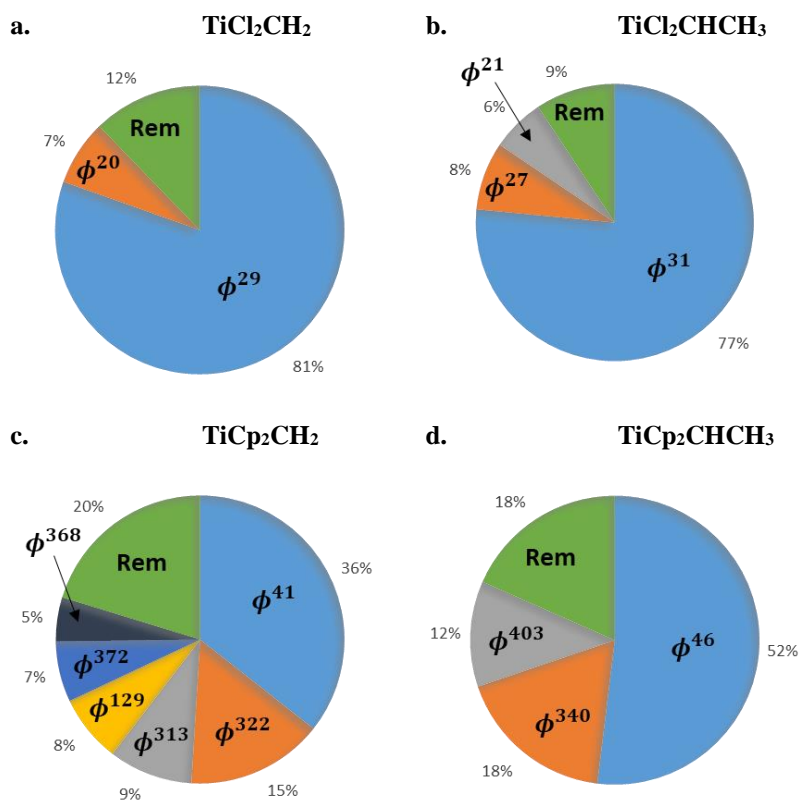 a. TiCl₂CH₂
12%
Rem
7%
ϕ²⁰
ϕ²⁹
81%
b. TiCl₂CHCH₃
ϕ²¹
9%
6%
Rem
8%
ϕ²⁷
ϕ³¹
77%
c. TiCp₂CH₂
20%
ϕ³⁶⁸
Rem
36%
ϕ⁴¹
5%
ϕ³⁷²
7%
ϕ¹²⁹
ϕ³²²
ϕ³¹³
8%
9%
15%
d. TiCp₂CHCH₃
18%
Rem
12%
ϕ⁴⁰³
ϕ⁴⁶
52%
ϕ³⁴⁰
18%